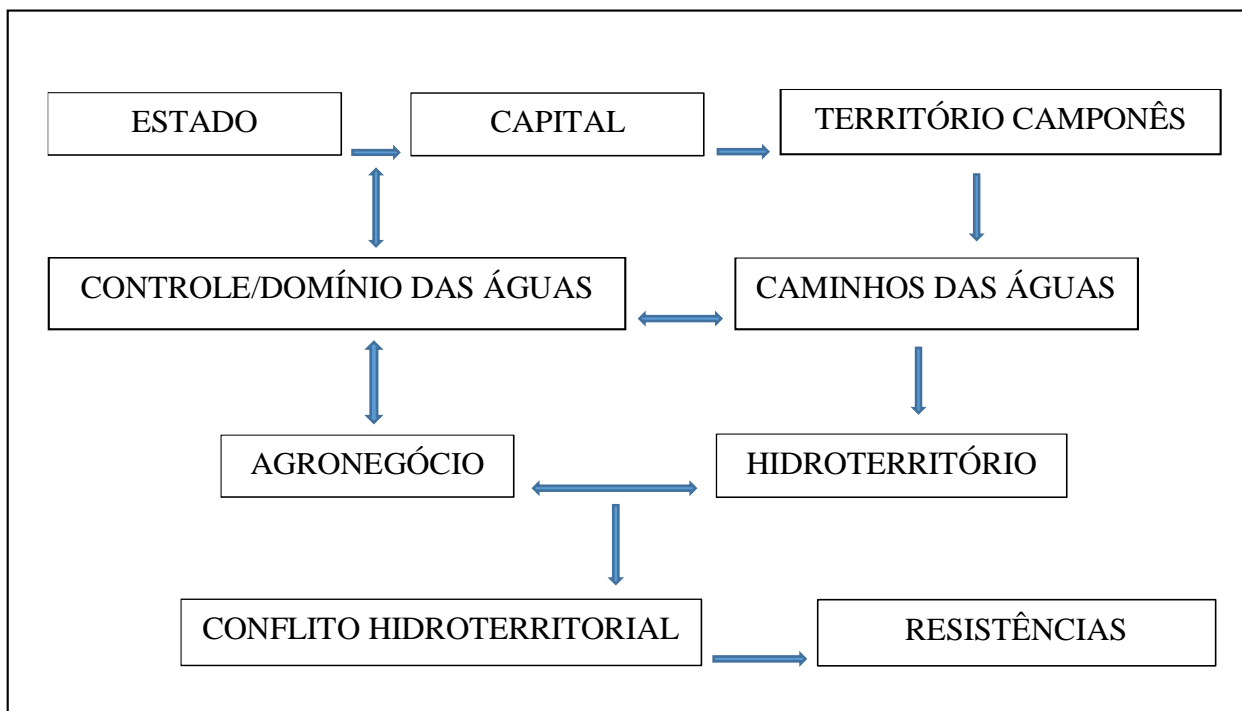 ESTADO
CAPITAL
TERRITÓRIO CAMPONÊS
CONTROLE/DOMÍNIO DAS ÁGUAS
CAMINHOS DAS ÁGUAS
AGRONEGÓCIO
HIDROTERRITÓRIO
CONFLITO HIDROTERRITORIAL
RESISTÊNCIAS